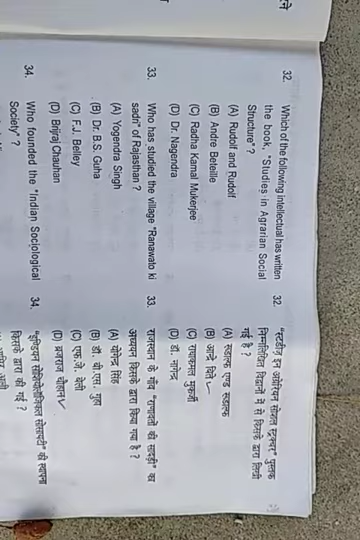 32. Which of the following intellectual has written
the book, "Studies in Agrarian Social
Structure" ?
(A) Rudolf and Rudolf
(B) Andre Beteille
(C) Radha Kamal Mukerjee
(D) Dr. Nagendra
33. Who has studied the village "Ranawato ki
sadri" of Rajasthan ?
(A) Yogendra Singh
(B) Dr. B.S. Guha
(C) F.J. Beiley
(D) Brijraj Chauhan
34. Who founded the "Indian Sociological
Society" ?
32. "स्टडीज़ इन अग्रेरियन सोशल स्ट्रक्चर" पुस्तक
निम्नलिखित विद्वानों में से किसके द्वारा लिखी
गई है ?
(A) रूडाल्फ एण्ड रूडाल्फ
(B) आन्द्रे बिते
(C) राधाकमल मुकर्जी
(D) डॉ. नगेन्द्र
33. राजस्थान के गाँव "राणावतों की सादड़ी" का
अध्ययन किसके द्वारा किया गया है ?
(A) योगेन्द्र सिंह
(B) डॉ. बी.एस. गुहा
(C) एफ.जे. बेली
(D) ब्रजराज चौहान
34. "इण्डियन सोशियोलॉजिकल सोसायटी" की स्थापना
किसके द्वारा की गई ?